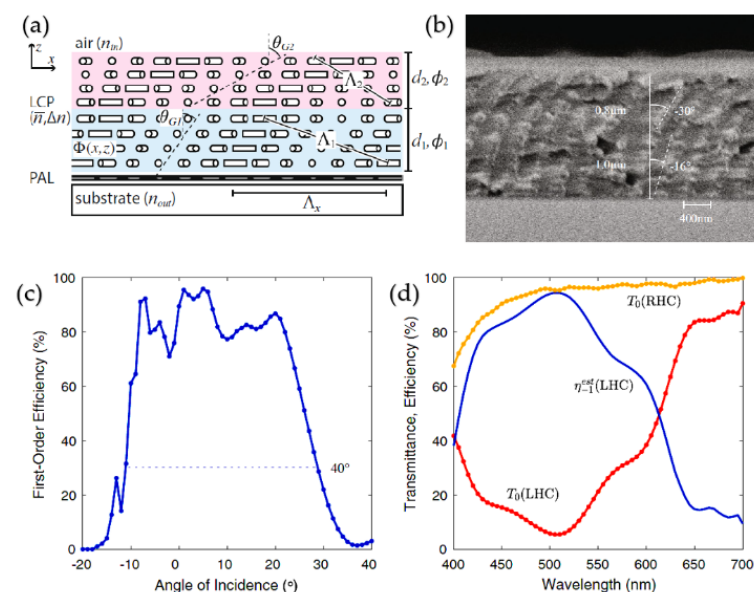 (a)
z
x
air (n_in)
θ_G2
Λ_2
d_2, ϕ_2
LCP
(n̅, Δn)
θ_G1
Λ_1
Φ(x,z)
d_1, ϕ_1
PAL
substrate (n_out)
Λ_x
(b)
0.8μm
-30°
1.0μm
-16°
400nm
(c)
First-Order Efficiency (%)
100
80
60
40
20
0
40°
-20 -10 0 10 20 30 40
Angle of Incidence (°)
(d)
Transmittance, Efficiency (%)
100
80
60
40
20
0
T_0(RHC)
η_{-1}^{est}(LHC)
T_0(LHC)
400 450 500 550 600 650 700
Wavelength (nm)